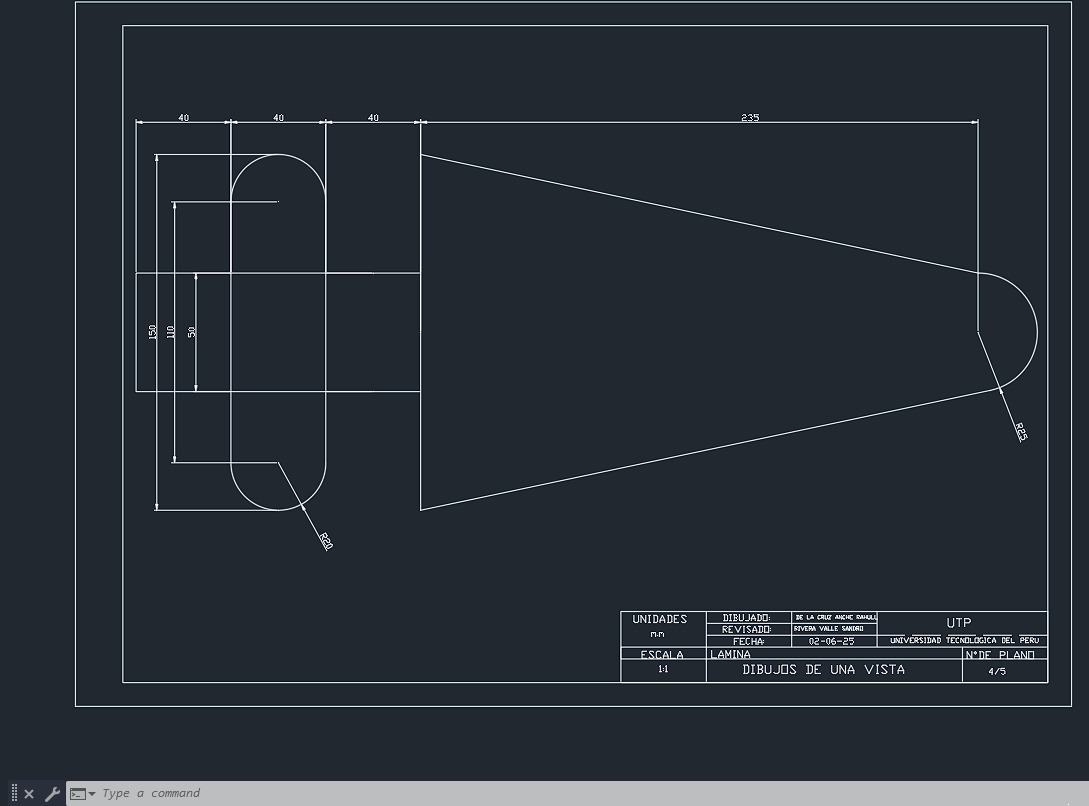 40 40 40 235
150
110
50
R25
R20
UNIDADES
m.m
DIBUJADO: DE LA CRUZ ANCHE RAHULL
REVISADO: RIVERA VALLE SANDRO
FECHA: 02-06-25
UTP
UNIVERSIDAD TECNOLOGICA DEL PERU
ESCALA
1:1
LAMINA
DIBUJOS DE UNA VISTA
N°DE PLANO
4/5
Type a command